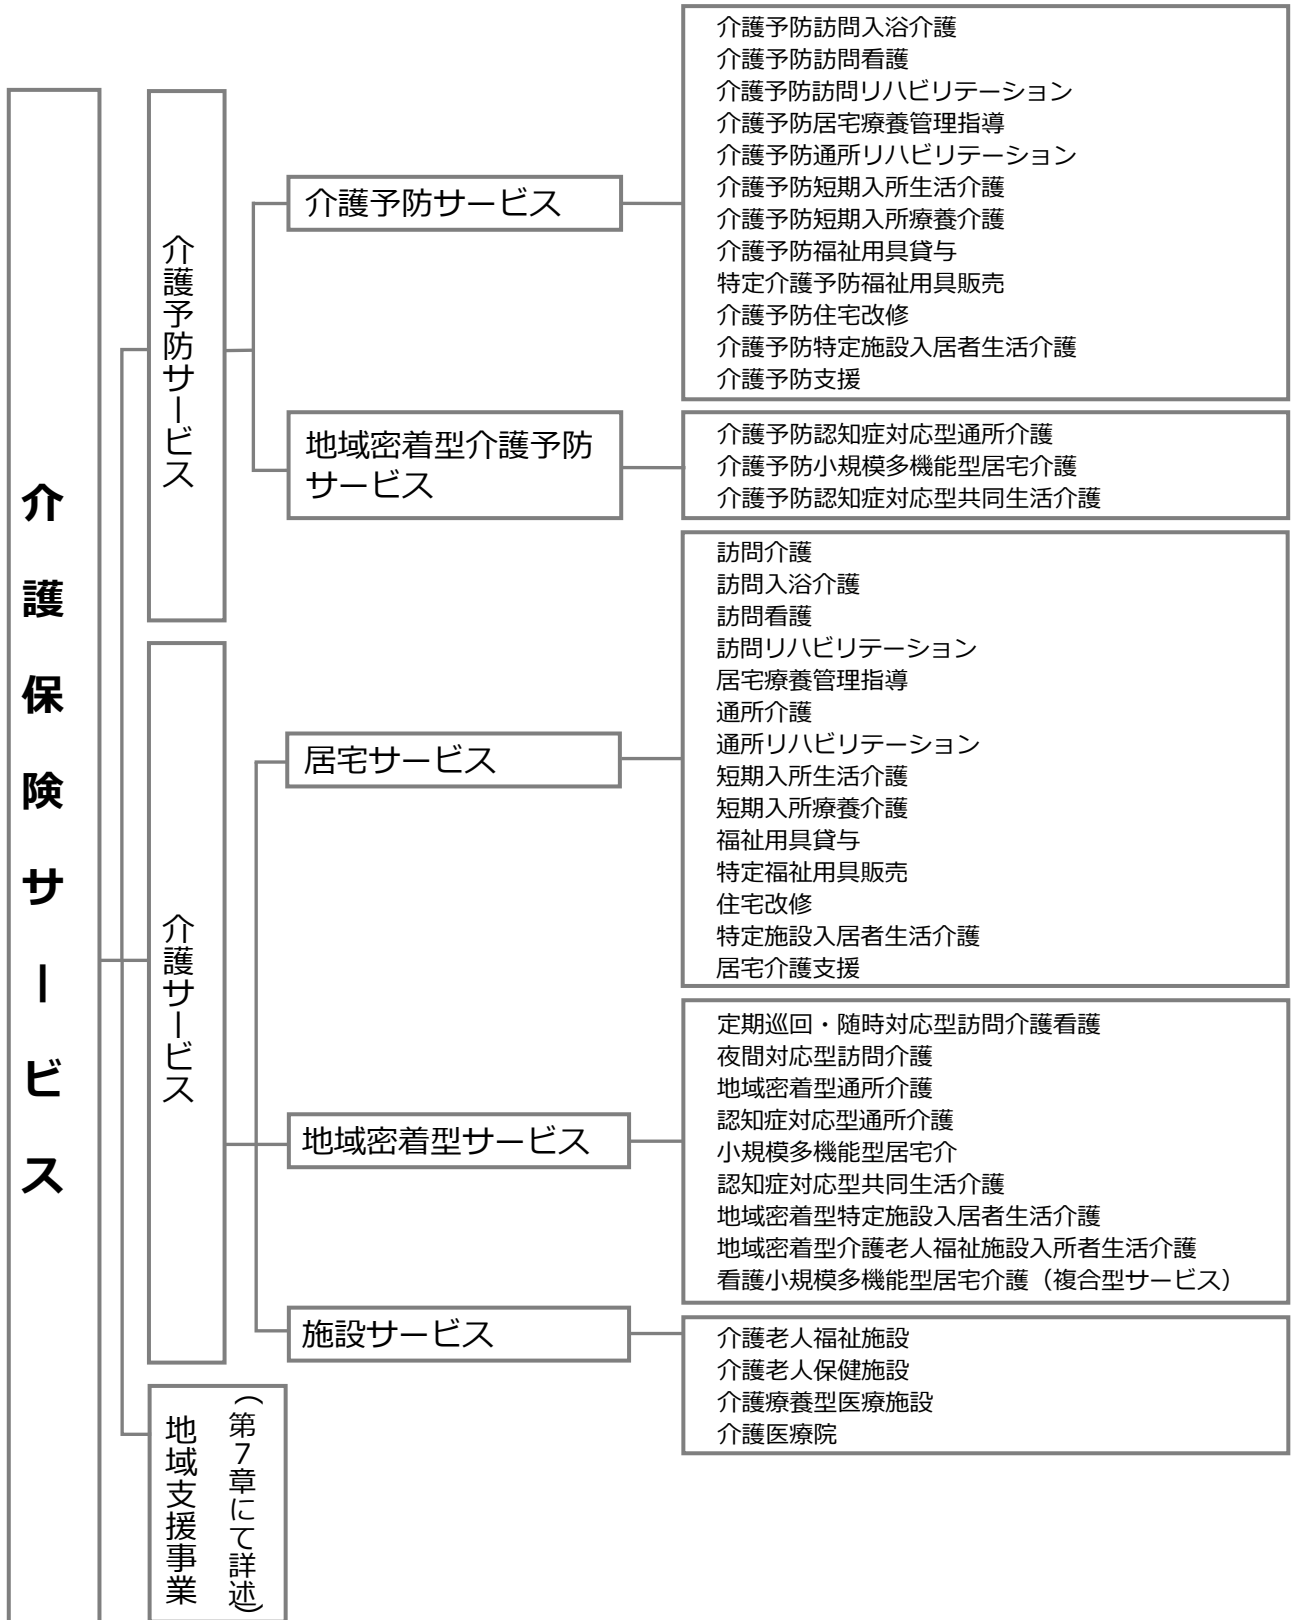 介護保険サービス
介護予防サービス
介護予防サービス
介護予防訪問入浴介護
介護予防訪問看護
介護予防訪問リハビリテーション
介護予防居宅療養管理指導
介護予防通所リハビリテーション
介護予防短期入所生活介護
介護予防短期入所療養介護
介護予防福祉用具貸与
特定介護予防福祉用具販売
介護予防住宅改修
介護予防特定施設入居者生活介護
介護予防支援
地域密着型介護予防
サービス
介護予防認知症対応型通所介護
介護予防小規模多機能型居宅介護
介護予防認知症対応型共同生活介護
介護サービス
居宅サービス
訪問介護
訪問入浴介護
訪問看護
訪問リハビリテーション
居宅療養管理指導
通所介護
通所リハビリテーション
短期入所生活介護
短期入所療養介護
福祉用具貸与
特定福祉用具販売
住宅改修
特定施設入居者生活介護
居宅介護支援
地域密着型サービス
定期巡回・随時対応型訪問介護看護
夜間対応型訪問介護
地域密着型通所介護
認知症対応型通所介護
小規模多機能型居宅介
認知症対応型共同生活介護
地域密着型特定施設入居者生活介護
地域密着型介護老人福祉施設入所者生活介護
看護小規模多機能型居宅介護（複合型サービス）
施設サービス
介護老人福祉施設
介護老人保健施設
介護療養型医療施設
介護医療院
地域支援事業
（第7章にて詳述）